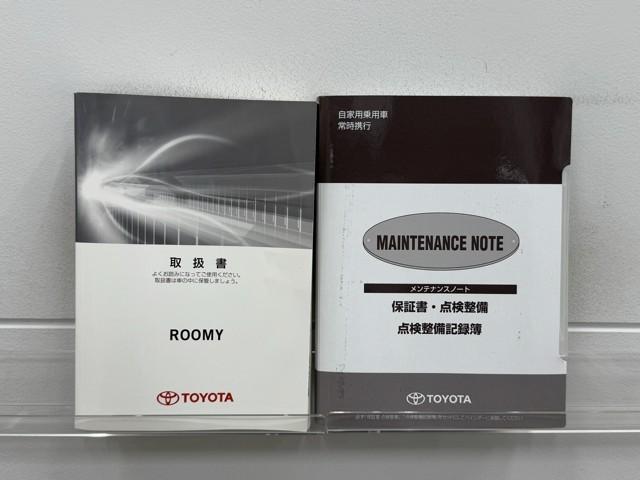 取扱書
よくお読みになってご使用ください。
取扱書は車の中に保管しましょう。
ROOMY
TOYOTA
自家用乗用車
常時携行
MAINTENANCE NOTE
メンテナンスノート
保証書・点検整備
点検整備記録簿
TOYOTA